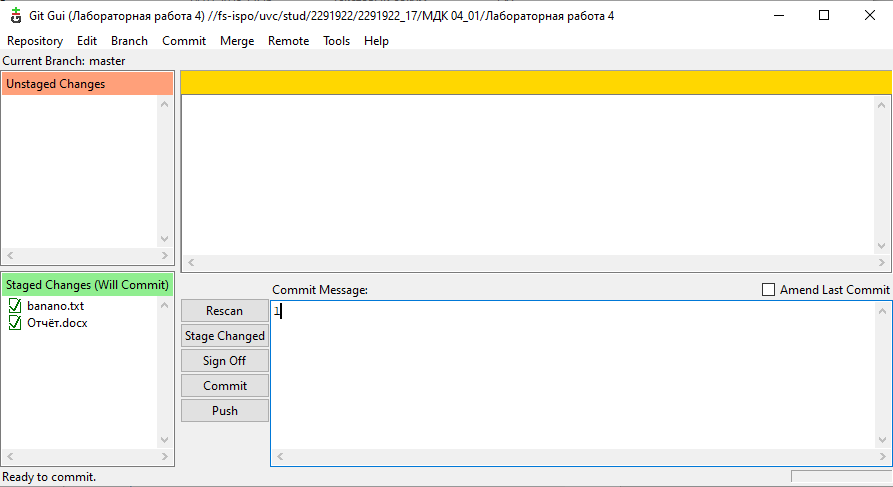 Git Gui (Лабораторная работа 4) //fs-ispo/uvc/stud/2291922/2291922_17/МДК 04_01/Лабораторная работа 4
Repository Edit Branch Commit Merge Remote Tools Help
Current Branch: master
Unstaged Changes
Staged Changes (Will Commit)
banano.txt
Отчёт.docx
Commit Message:
Amend Last Commit
Rescan
1
Stage Changed
Sign Off
Commit
Push
Ready to commit.